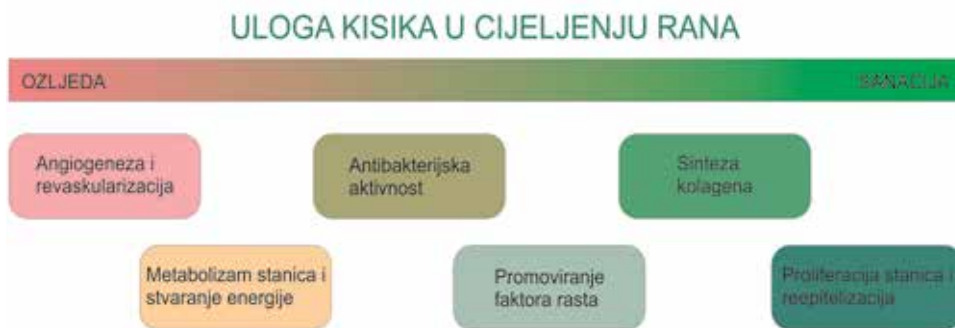 ULOGA KISIKA U CIJELJENJU RANA
OZLJEDA
SANACIJA
Angiogeneza i
revaskularizacija
Antibakterijska
aktivnost
Sinteza
kolagena
Metabolizam stanica i
stvaranje energije
Promoviranje
faktora rasta
Proliferacija stanica i
reepitelizacija